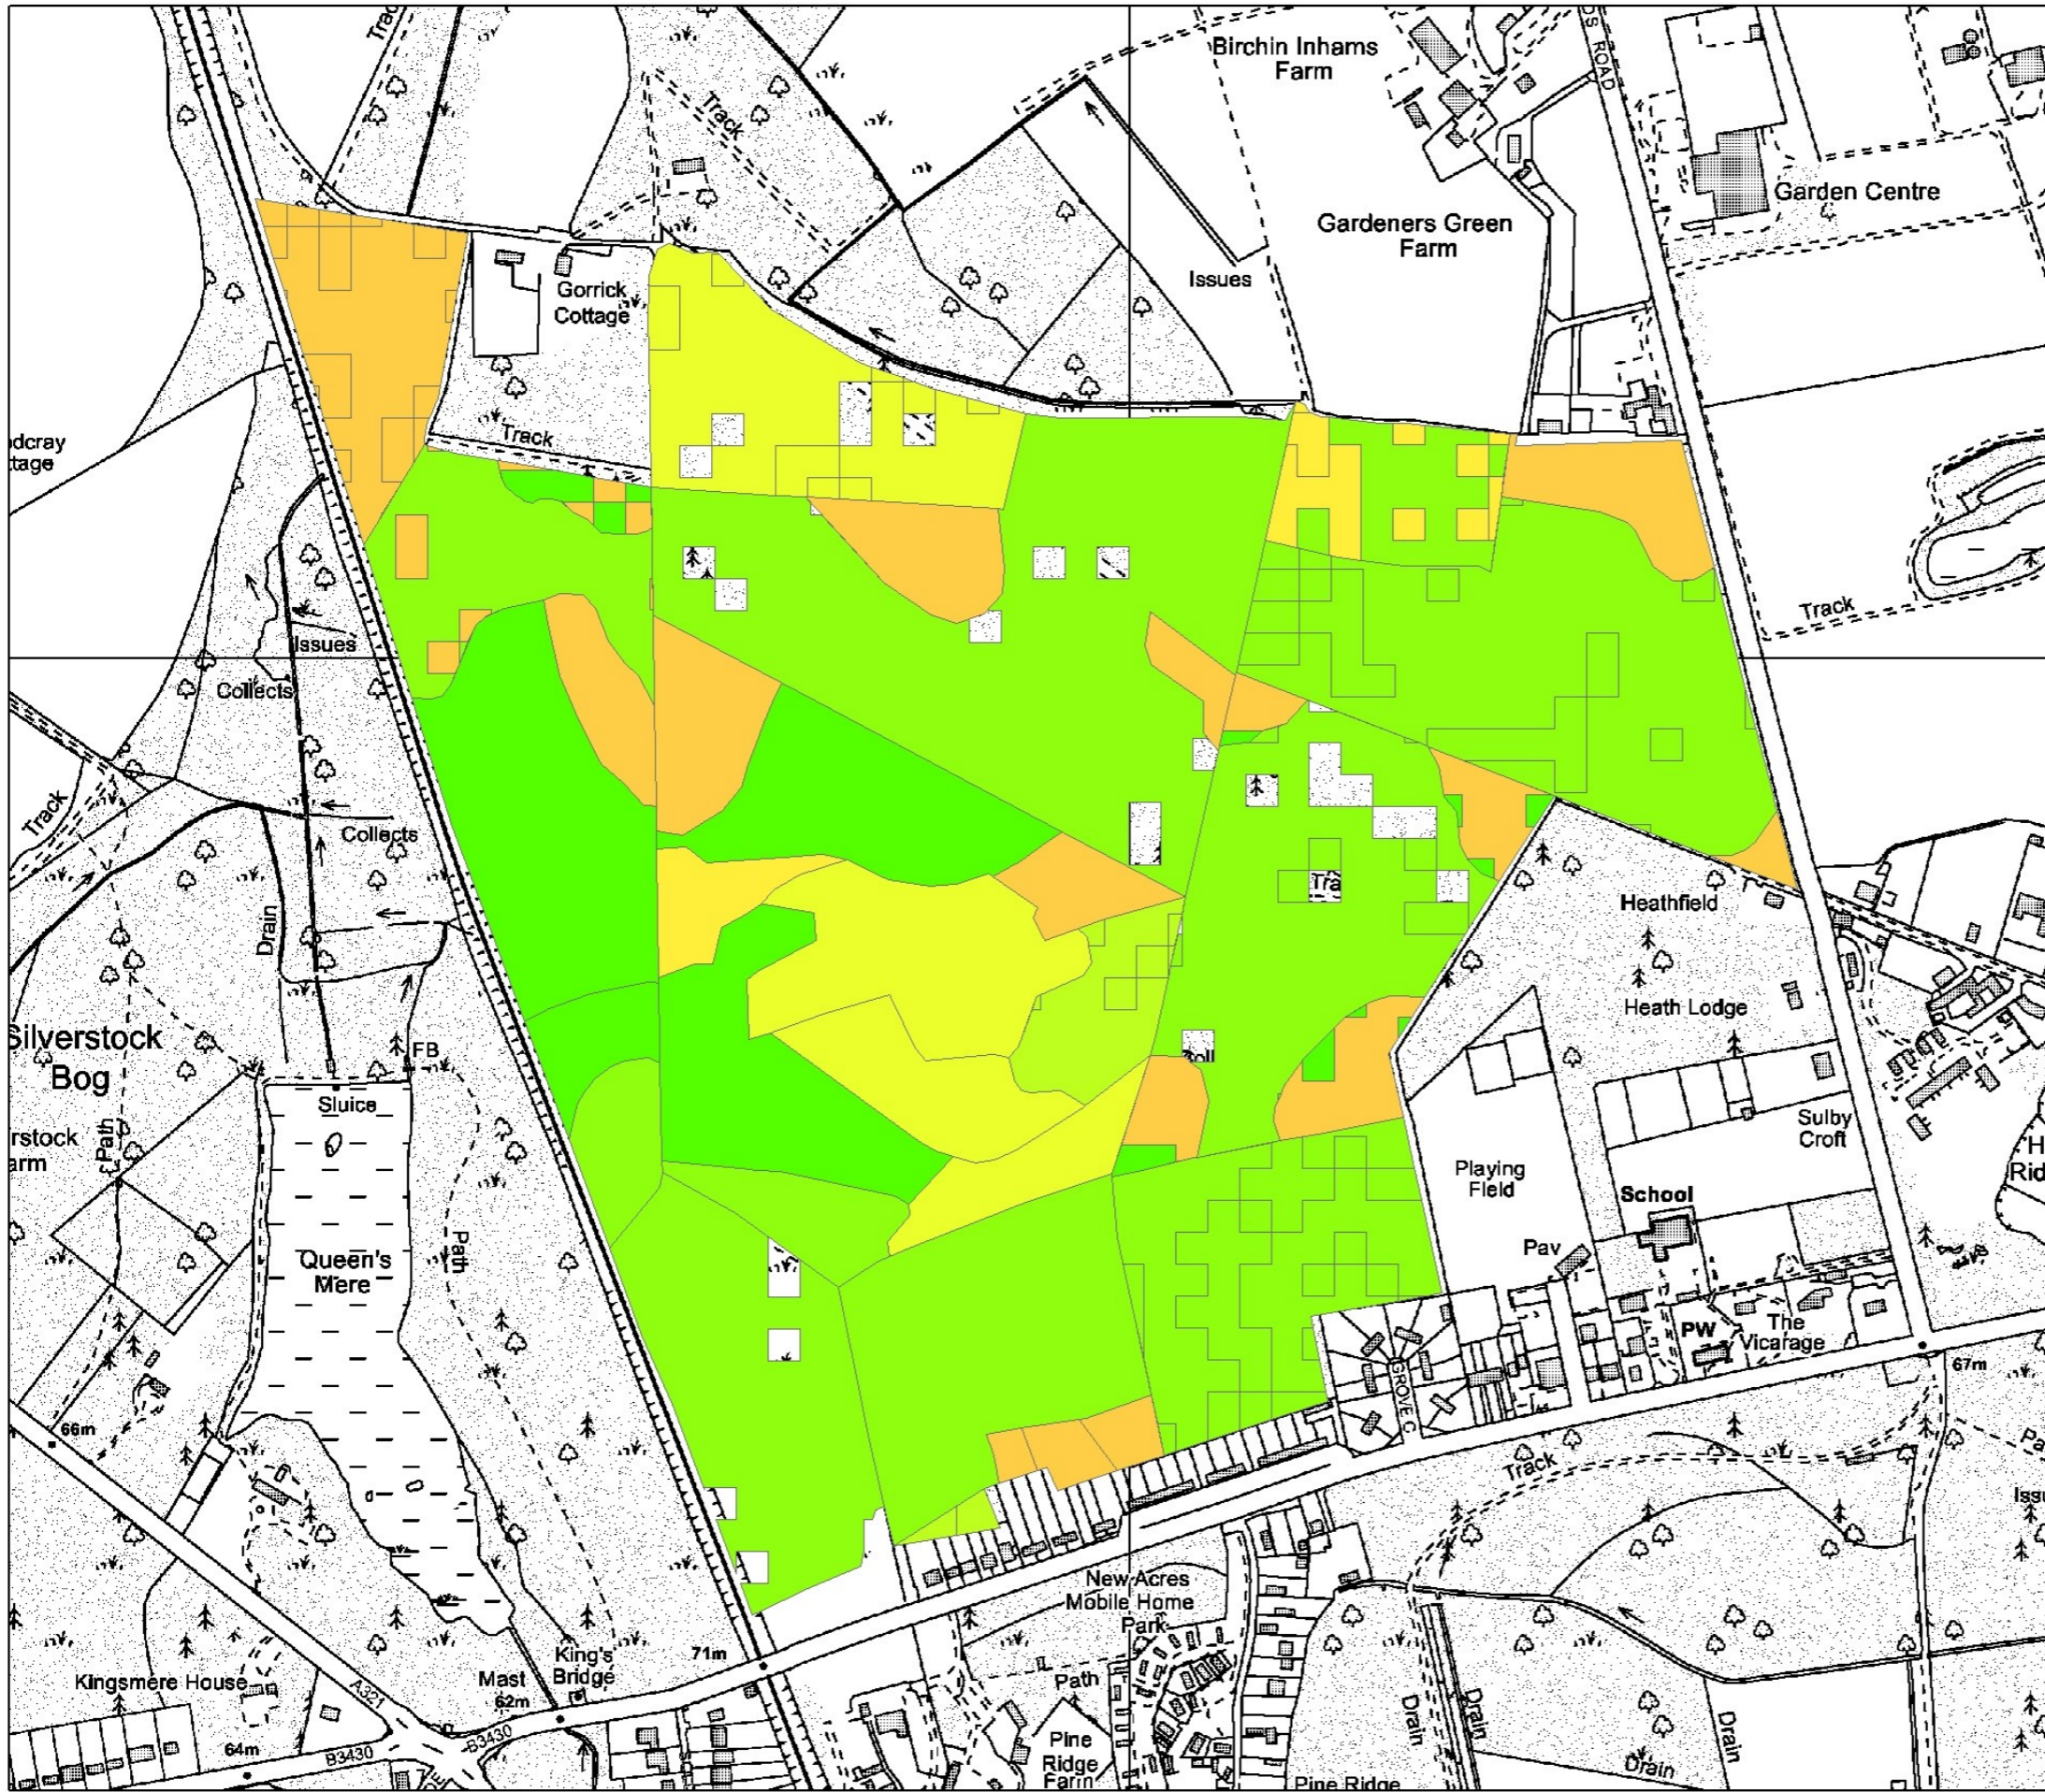 Birchin Inhams
Farm
ROAD
Track
Garden Centre
Gardeners Green
Farm
Issues
Gorrick
Cottage
Track
Track
Issues
Collects
Track
Collects
Tra
Drain
Heathfield
Heath Lodge
Silverstock
Bog
FB
Sluice
Path
Sulby
Croft
Playing
Field
School
Path
Queen's
Mere
Pav
The
Vicarage
PW
GROVE C
67m
66m
Track
New Acres
Mobile Home
Park
King's
Bridge
71m
Mast
62m
Path
Kingsmere House
A321
B3430
B3430
64m
Pine
Ridge
Farm
Drain
Drain
Drain
Drain
Pine Ridge